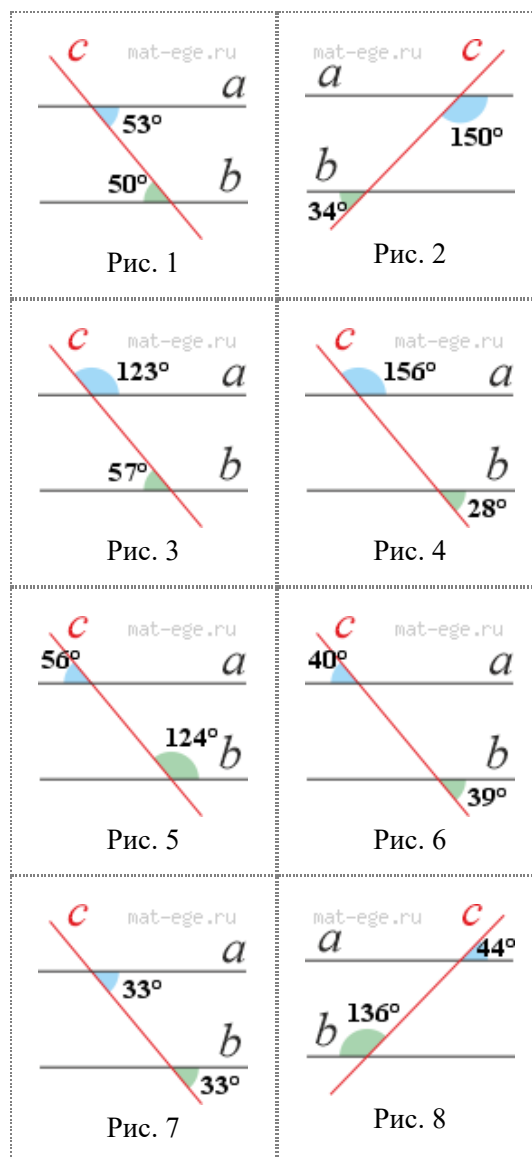 c mat-ege.ru a
53°
50° b
Рис. 1
mat-ege.ru c
a
150°
b
34°
Рис. 2
c mat-ege.ru
123° a
57° b
Рис. 3
c mat-ege.ru
156° a
b
28°
Рис. 4
c mat-ege.ru
56° a
124° b
Рис. 5
c mat-ege.ru
40° a
b
39°
Рис. 6
c mat-ege.ru
a
33°
b
33°
Рис. 7
mat-ege.ru c
a 44°
136°
b
Рис. 8